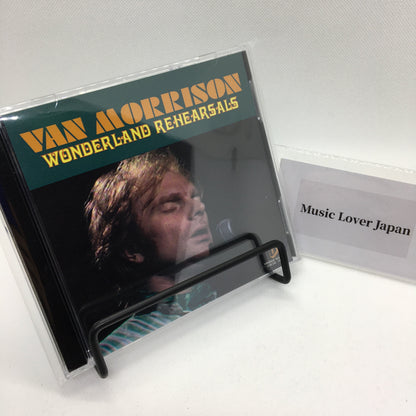 VAN MORRISON
WONDERLAND REHEARSALS
Music Lover Japan